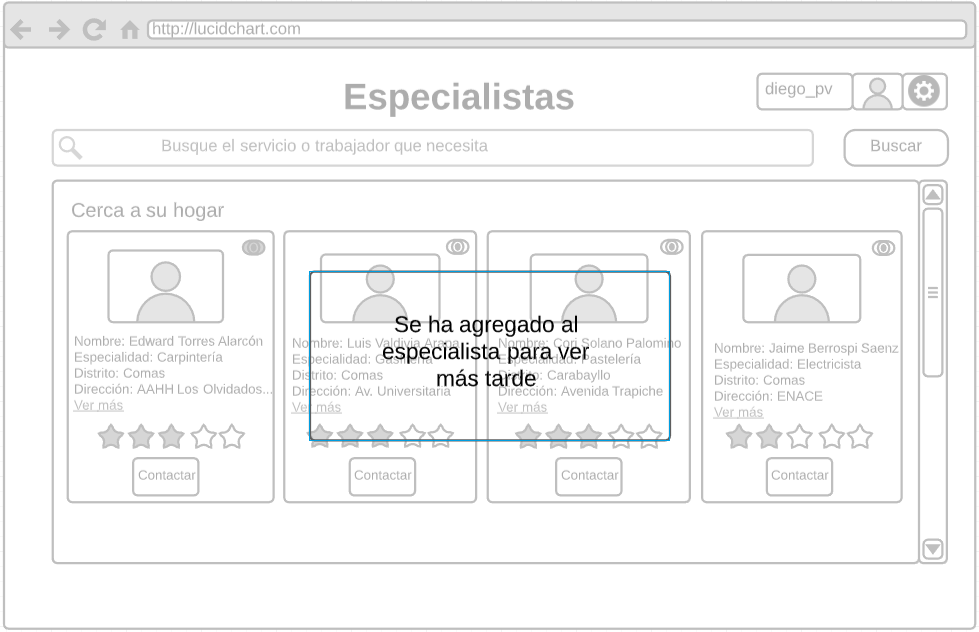 http://lucidchart.com
Especialistas
diego_pv
Busque el servicio o trabajador que necesita
Buscar
Cerca a su hogar
Nombre: Edward Torres Alarcón
Especialidad: Carpintería
Distrito: Comas
Dirección: AAHH Los Olvidados...
Ver más
Contactar
Nombre: Luis Valdivia Arana
Especialidad: Gasfitería
Distrito: Comas
Dirección: Av. Universitaria
Ver más
Contactar
Nombre: Cori Solano Palomino
Especialidad: Pastelería
Distrito: Carabayllo
Dirección: Avenida Trapiche
Ver más
Contactar
Nombre: Jaime Berrospi Saenz
Especialidad: Electricista
Distrito: Comas
Dirección: ENACE
Ver más
Contactar
Se ha agregado al
especialista para ver
más tarde